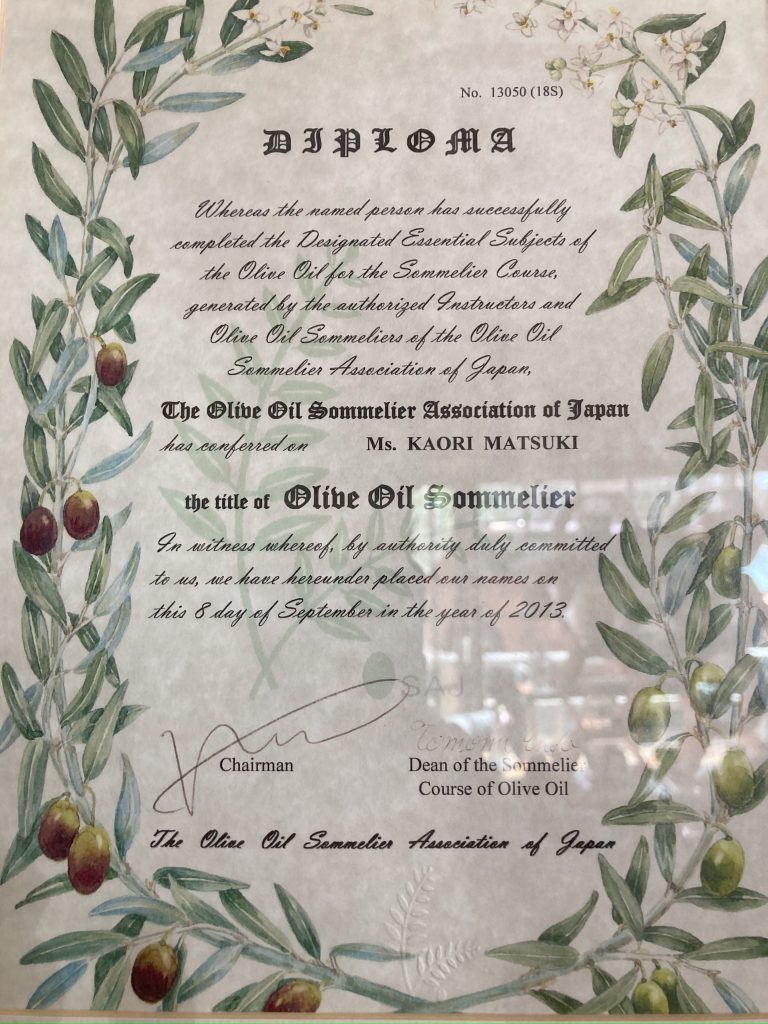 No. 13050 (18S)
DIPLOMA
Whereas the named person has successfully
completed the Designated Essential Subjects of
the Olive Oil for the Sommelier Course,
generated by the authorized Instructors and
Olive Oil Sommeliers of the Olive Oil
Sommelier Association of Japan,
The Olive Oil Sommelier Association of Japan
has conferred on Ms. KAORI MATSUKI
the title of Olive Oil Sommelier
In witness whereof, by authority duly committed
to us, we have hereunder placed our names on
this 8 day of September in the year of 2013.
SAJ
Tomomi
Chairman Dean of the Sommelier
Course of Olive Oil
The Olive Oil Sommelier Association of Japan